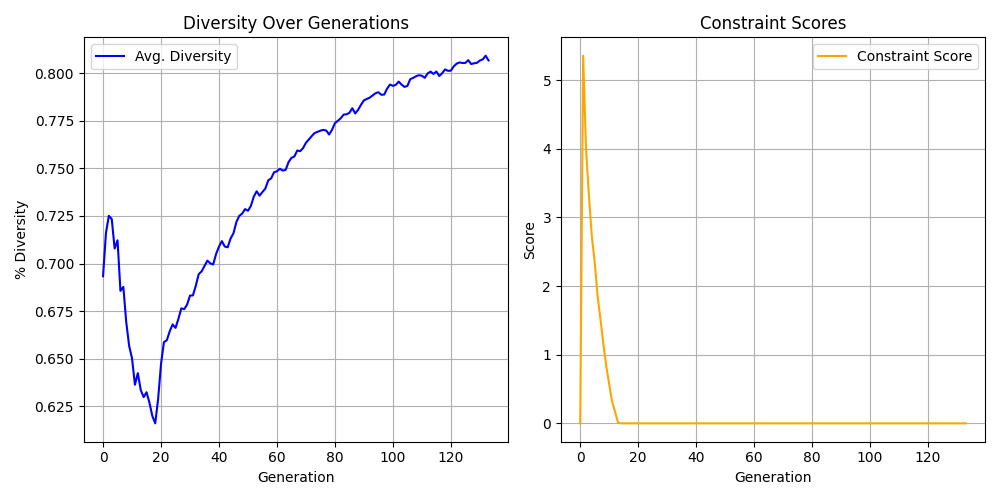 Diversity Over Generations
Avg. Diversity
% Diversity
0.800
0.775
0.750
0.725
0.700
0.675
0.650
0.625
0 20 40 60 80 100 120
Generation
Constraint Scores
Constraint Score
Score
5
4
3
2
1
0
0 20 40 60 80 100 120
Generation